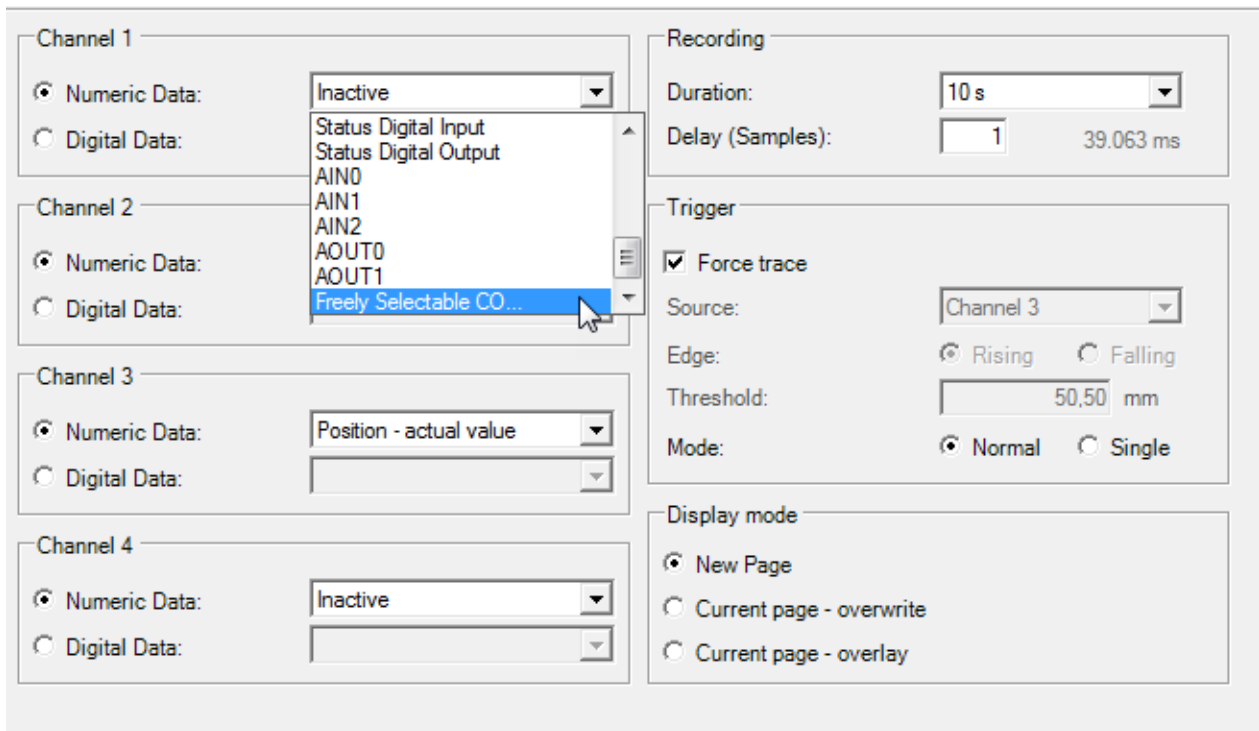 Channel 1
Numeric Data: Inactive
Digital Data:
Status Digital Input
Status Digital Output
AIN0
AIN1
AIN2
AOUT0
AOUT1
Freely Selectable CO...
Channel 2
Numeric Data:
Digital Data:
Channel 3
Numeric Data: Position - actual value
Digital Data:
Channel 4
Numeric Data: Inactive
Digital Data:
Recording
Duration: 10 s
Delay (Samples): 1 39.063 ms
Trigger
Force trace
Source: Channel 3
Edge: Rising Falling
Threshold: 50,50 mm
Mode: Normal Single
Display mode
New Page
Current page - overwrite
Current page - overlay